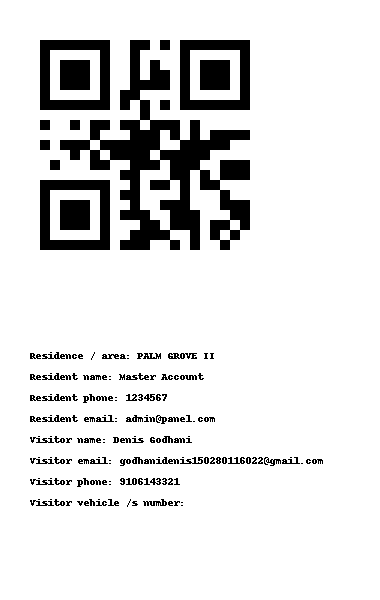 Residence / area: PALM GROVE II
Resident name: Master Account
Resident phone: 1234567
Resident email: admin@panel.com
Visitor name: Denis Godhani
Visitor email: godhanidenis150280116022@gmail.com
Visitor phone: 9106143321
Visitor vehicle /s number: